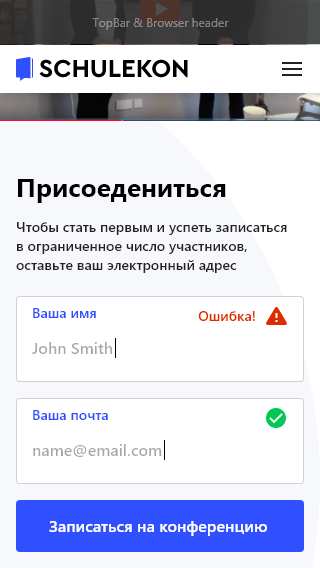 TopBar & Browser header
SCHULEKON
Присоедениться
Чтобы стать первым и успеть записаться
в ограниченное число участников,
оставьте ваш электронный адрес
Ваша имя
Ошибка!
John Smith
Ваша почта
name@email.com
Записаться на конференцию